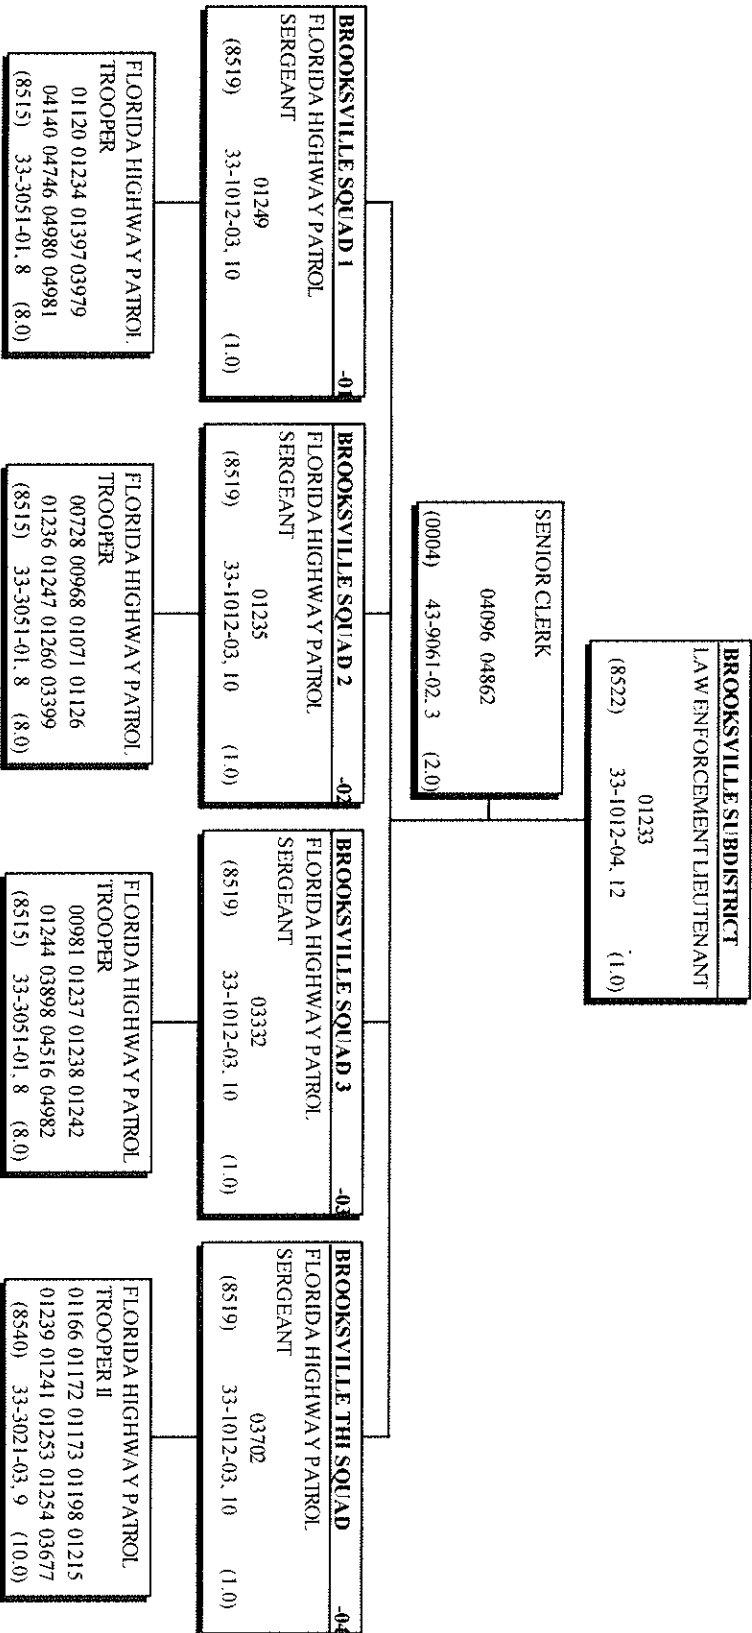 BROOKSVILLE SUBDISTRICT
LAW ENFORCEMENT LIEUTENANT
01233
(8522) 33-1012-04, 12 (1.0)
SENIOR CLERK
04096 04862
(0004) 43-9061-02, 3 (2.0)
BROOKSVILLE SQUAD 1 -01
FLORIDA HIGHWAY PATROL
SERGEANT
01249
(8519) 33-1012-03, 10 (1.0)
FLORIDA HIGHWAY PATROL
TROOPER
01120 01234 01397 03979
04140 04746 04980 04981
(8515) 33-3051-01, 8 (8.0)
BROOKSVILLE SQUAD 2 -02
FLORIDA HIGHWAY PATROL
SERGEANT
01235
(8519) 33-1012-03, 10 (1.0)
FLORIDA HIGHWAY PATROL
TROOPER
00728 00968 01071 01126
01236 01247 01260 03399
(8515) 33-3051-01, 8 (8.0)
BROOKSVILLE SQUAD 3 -03
FLORIDA HIGHWAY PATROL
SERGEANT
03332
(8519) 33-1012-03, 10 (1.0)
FLORIDA HIGHWAY PATROL
TROOPER
00981 01237 01238 01242
01244 03898 04516 04982
(8515) 33-3051-01, 8 (8.0)
BROOKSVILLE THI SQUAD -04
FLORIDA HIGHWAY PATROL
SERGEANT
03702
(8519) 33-1012-03, 10 (1.0)
FLORIDA HIGHWAY PATROL
TROOPER II
01166 01172 01173 01198 01215
01239 01241 01253 01254 03677
(8540) 33-3021-03, 9 (10.0)